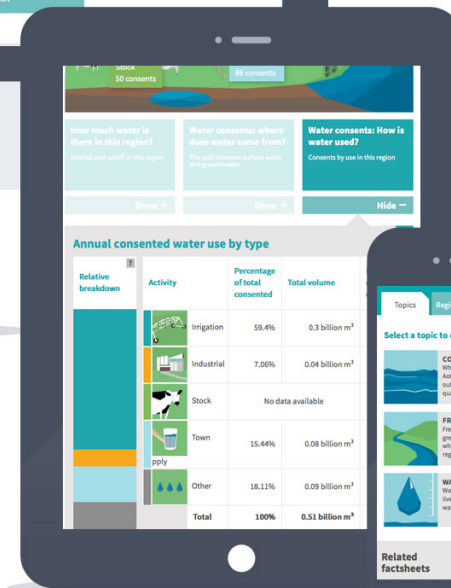 Stock
50 consents
86 consents
How much water is
there in this region?
Rainfall and runoff in this region
Water consents: where
does water come from?
The split between surface water
and groundwater
Water consents: How is
water used?
Consents by use in this region
Show +
Show +
Hide —
Annual consented water use by type
Relative
breakdown
?
Activity
Percentage
of total
consented
Total volume
Irrigation 59.4% 0.3 billion m³
Industrial 7.06% 0.04 billion m³
Stock No data available
Town 15.44% 0.08 billion m³
pply
Other 18.11% 0.09 billion m³
Total 100% 0.51 billion m³
Topics
Select a topic to
Related
factsheets